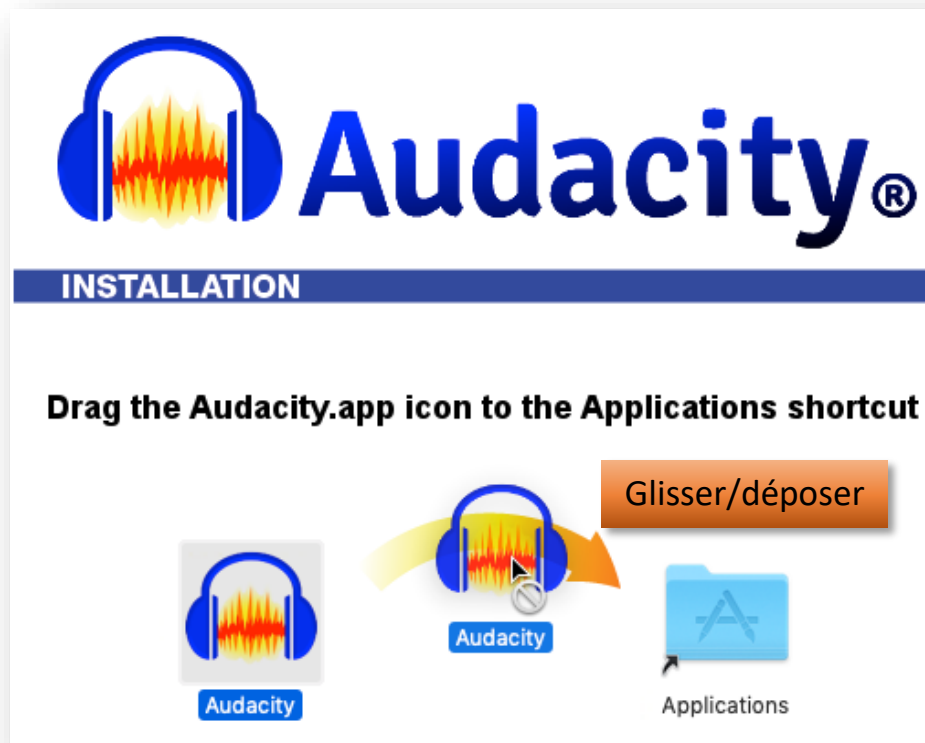 Audacity®
INSTALLATION
Drag the Audacity.app icon to the Applications shortcut
Glisser/déposer
Audacity
Audacity
Applications